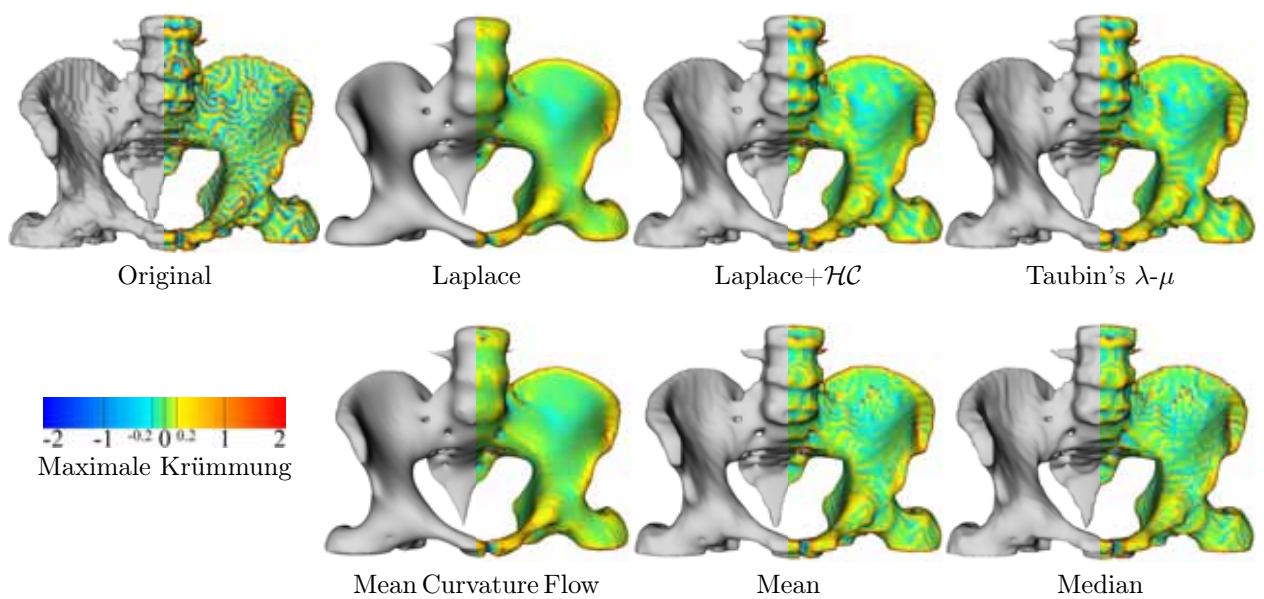 Original
Laplace
Laplace+HC
Taubin's λ-μ
-2 -1 -0.2 0 0.2 1 2
Maximale Krümmung
Mean Curvature Flow
Mean
Median